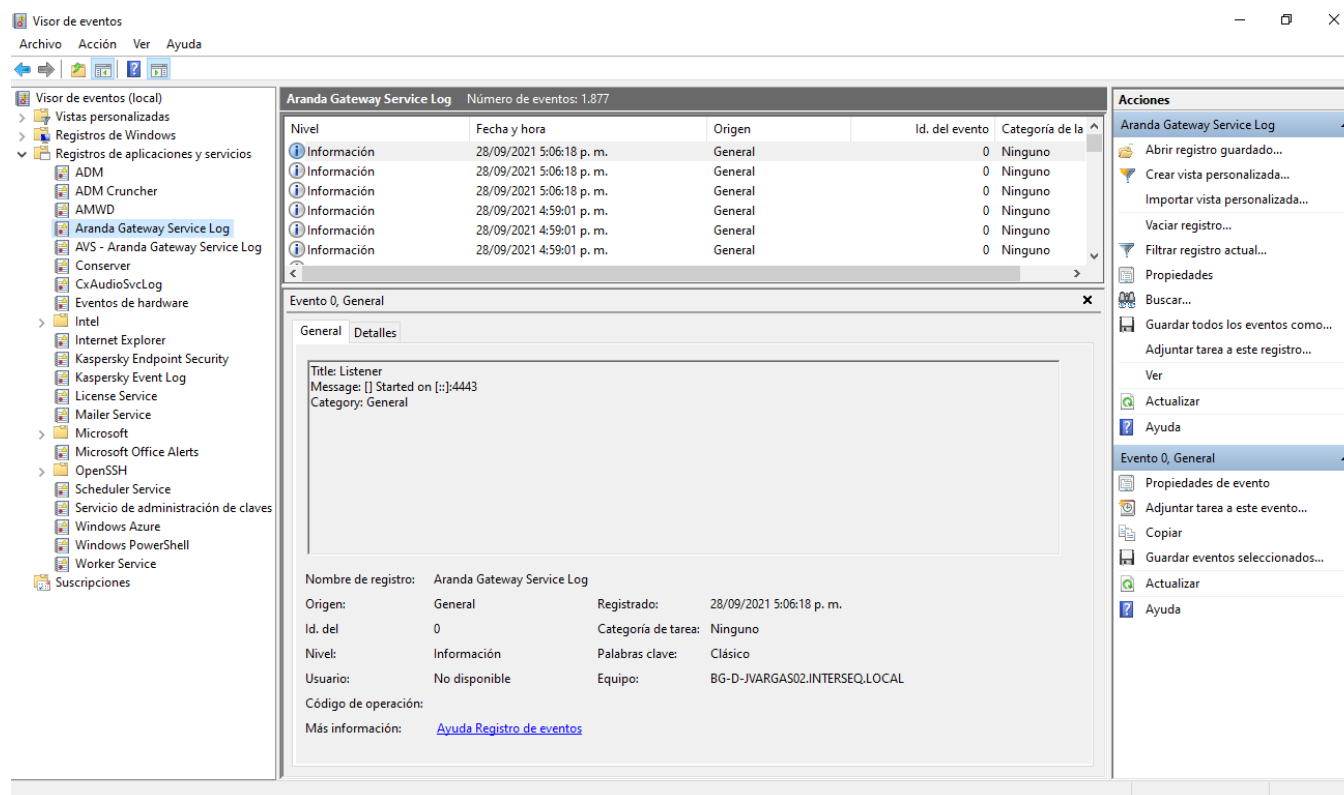 Visor de eventos
Archivo Acción Ver Ayuda
Visor de eventos (local)
Vistas personalizadas
Registros de Windows
Registros de aplicaciones y servicios
ADM
ADM Cruncher
AMWD
Aranda Gateway Service Log
AVS - Aranda Gateway Service Log
Conserver
CxAudioSvcLog
Eventos de hardware
Intel
Internet Explorer
Kaspersky Endpoint Security
Kaspersky Event Log
License Service
Mailer Service
Microsoft
Microsoft Office Alerts
OpenSSH
Scheduler Service
Servicio de administración de claves
Windows Azure
Windows PowerShell
Worker Service
Suscripciones
Aranda Gateway Service Log Número de eventos: 1.877
Nivel Fecha y hora Origen Id. del evento Categoría de la
Información 28/09/2021 5:06:18 p. m. General 0 Ninguno
Información 28/09/2021 5:06:18 p. m. General 0 Ninguno
Información 28/09/2021 5:06:18 p. m. General 0 Ninguno
Información 28/09/2021 4:59:01 p. m. General 0 Ninguno
Información 28/09/2021 4:59:01 p. m. General 0 Ninguno
Información 28/09/2021 4:59:01 p. m. General 0 Ninguno
Evento 0, General
General Detalles
Title: Listener
Message: [] Started on [::]:4443
Category: General
Nombre de registro: Aranda Gateway Service Log
Origen: General Registrado: 28/09/2021 5:06:18 p. m.
Id. del 0 Categoría de tarea: Ninguno
Nivel: Información Palabras clave: Clásico
Usuario: No disponible Equipo: BG-D-JVARGAS02.INTERSEQ.LOCAL
Código de operación:
Más información: Ayuda Registro de eventos
Acciones
Aranda Gateway Service Log
Abrir registro guardado...
Crear vista personalizada...
Importar vista personalizada...
Vaciar registro...
Filtrar registro actual...
Propiedades
Buscar...
Guardar todos los eventos como...
Adjuntar tarea a este registro...
Ver
Actualizar
Ayuda
Evento 0, General
Propiedades de evento
Adjuntar tarea a este evento...
Copiar
Guardar eventos seleccionados...
Actualizar
Ayuda